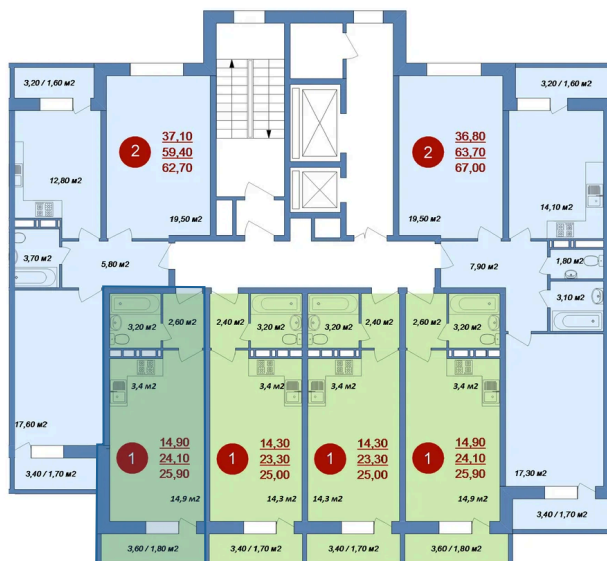 3,20 / 1,60 м2
12,80 м2
2
37,10
59,40
62,70
19,50 м2
3,70 м2
5,80 м2
17,60 м2
3,40 / 1,70 м2
2
36,80
63,70
67,00
19,50 м2
3,20 / 1,60 м2
14,10 м2
7,90 м2
1,80 м2
3,10 м2
17,30 м2
3,40 / 1,70 м2
3,20 м2
2,60 м2
3,4 м2
1
14,90
24,10
25,90
14,9 м2
3,60 / 1,80 м2
2,40 м2
3,20 м2
3,4 м2
1
14,30
23,30
25,00
14,3 м2
3,40 / 1,70 м2
3,20 м2
2,40 м2
3,4 м2
1
14,30
23,30
25,00
14,3 м2
3,40 / 1,70 м2
2,60 м2
3,20 м2
3,4 м2
1
14,90
24,10
25,90
14,9 м2
3,60 / 1,80 м2